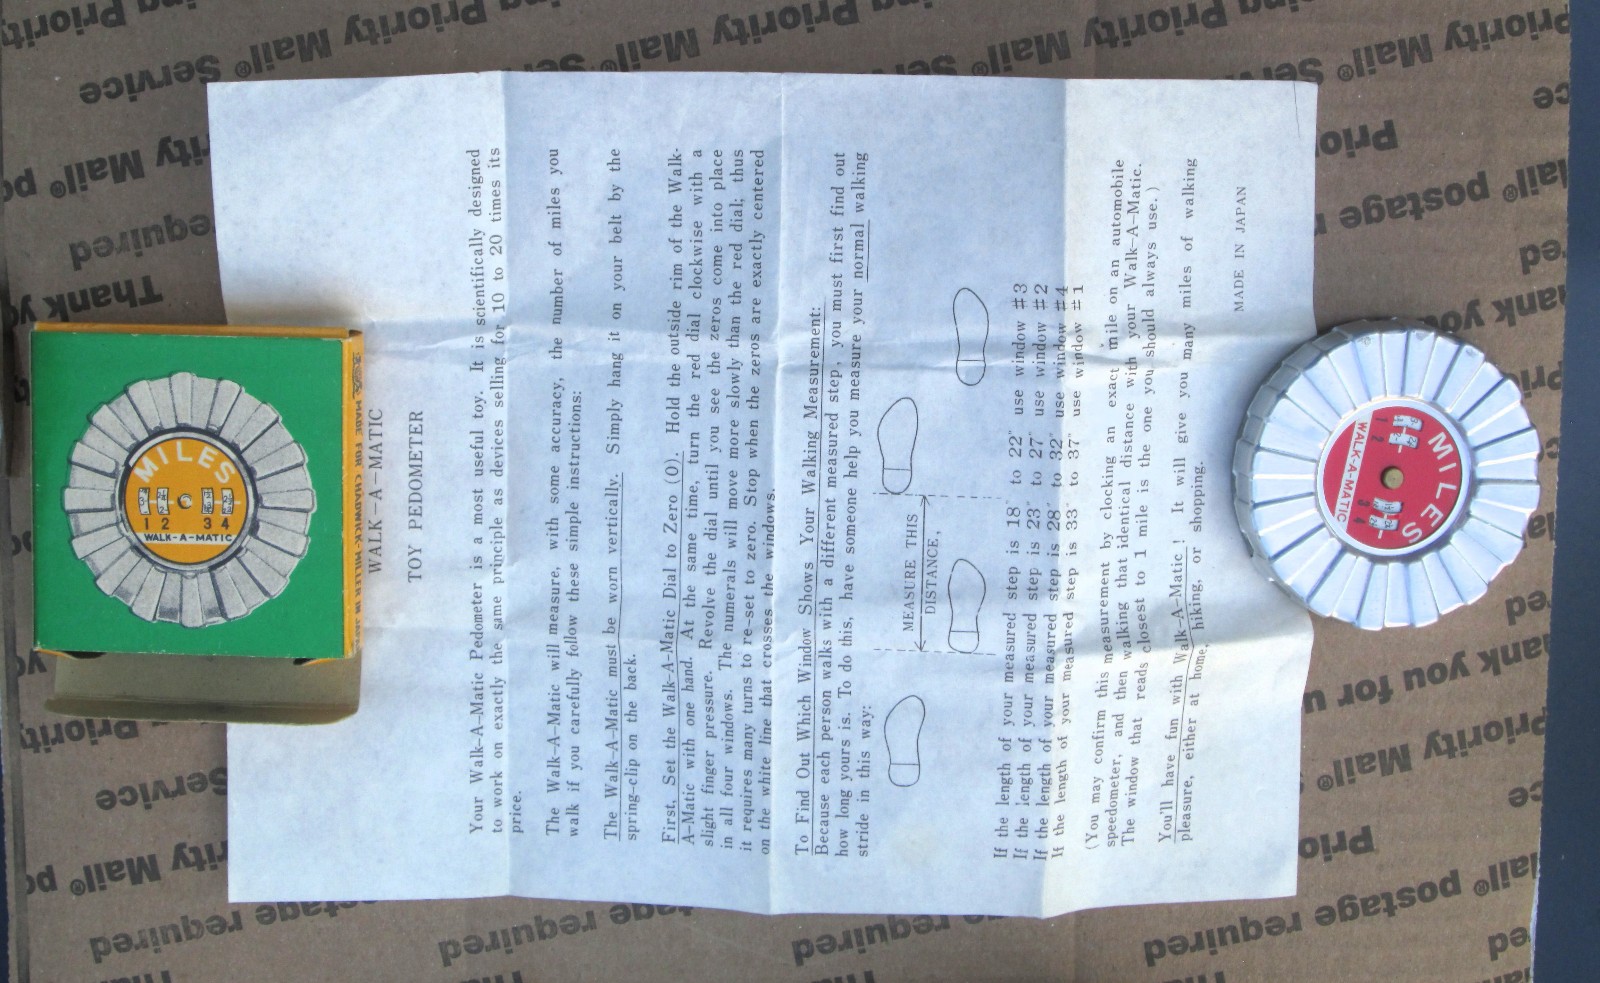 WALK-A-MATIC
TOY PEDOMETER
Your Walk-A-Matic Pedometer is a most useful toy. It is scientifically designed
to work on exactly the same principle as devices selling for 10 to 20 times its
price.
The Walk-A-Matic will measure, with some accuracy, the number of miles you
walk if you carefully follow these simple instructions:
The Walk-A-Matic must be worn vertically. Simply hang it on your belt by the
spring-clip on the back.
First, Set the Walk-A-Matic Dial to Zero (0). Hold the outside rim of the Walk-
A-Matic with one hand. At the same time, turn the red dial clockwise with a
slight finger pressure. Revolve the dial until you see the zeros come into place
in all four windows. The numerals will move more slowly than the red dial; thus
it requires many turns to re-set to zero. Stop when the zeros are exactly centered
on the white line that crosses the windows.
To Find Out Which Window Shows Your Walking Measurement:
Because each person walks with a different measured step, you must first find out
how long yours is. To do this, have someone help you measure your normal walking
stride in this way:
MEASURE THIS
DISTANCE,
If the length of your measured step is 18" to 22" use window #3
If the length of your measured step is 23" to 27" use window #2
If the length of your measured step is 28" to 32" use window #4
If the length of your measured step is 33" to 37" use window #1
(You may confirm this measurement by clocking an exact mile on an automobile
speedometer, and then walking that identical distance with your Walk-A-Matic.
The window that reads closest to 1 mile is the one you should always use.)
You'll have fun with Walk-A-Matic! It will give you many miles of walking
pleasure, either at home, hiking, or shopping.
MADE IN JAPAN
MILES
1 2 3 4
WALK-A-MATIC
MADE FOR CHADWICK-MILLER IN JAPAN
MILES
1 2 3 4
WALK-A-MATIC
Priority Mail® Service
Priority Mail® postage required
Thank you for u